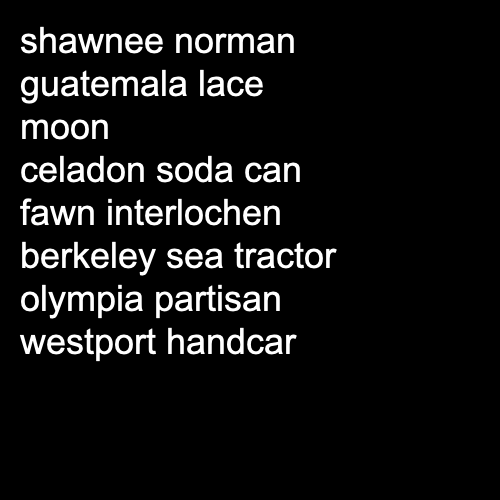 shawnee norman
guatemala lace
moon
celadon soda can
fawn interlochen
berkeley sea tractor
olympia partisan
westport handcar